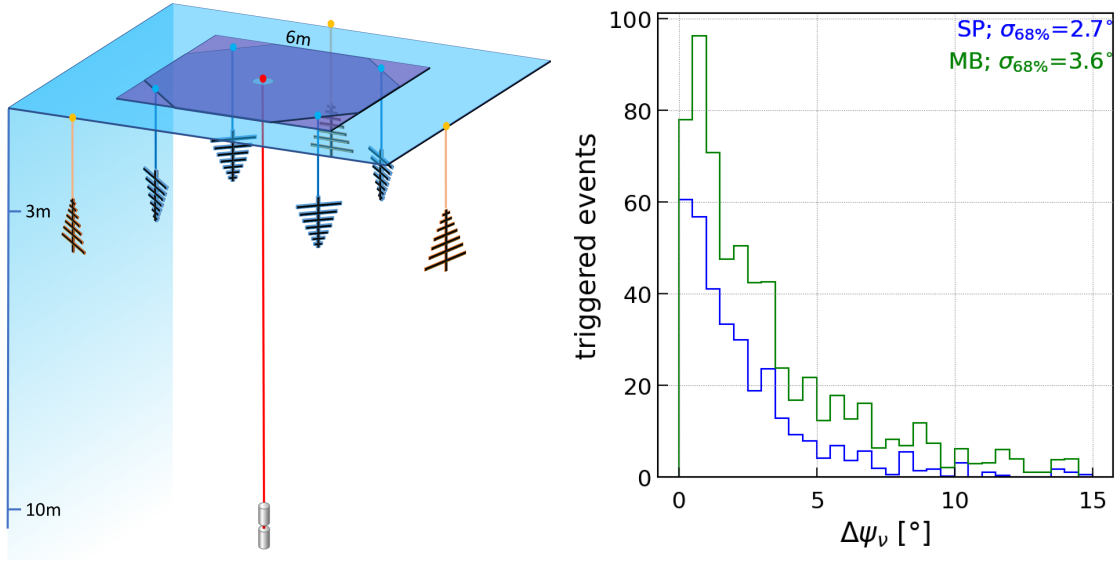 6m
3m
10m
SP; σ68%=2.7°
MB; σ68%=3.6°
triggered events
100
80
60
40
20
0
0 5 10 15
Δψν [°]